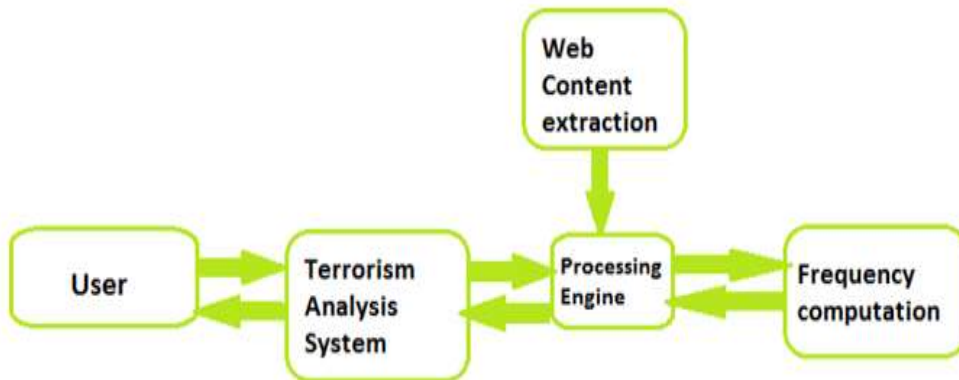 Web
Content
extraction
User
Terrorism
Analysis
System
Processing
Engine
Frequency
computation